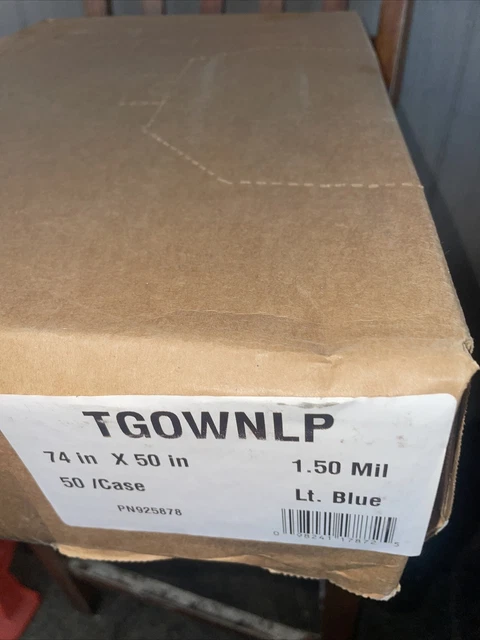 TGOWNLP
74 in X 50 in
1.50 Mil
50 /Case
Lt. Blue
PN925878